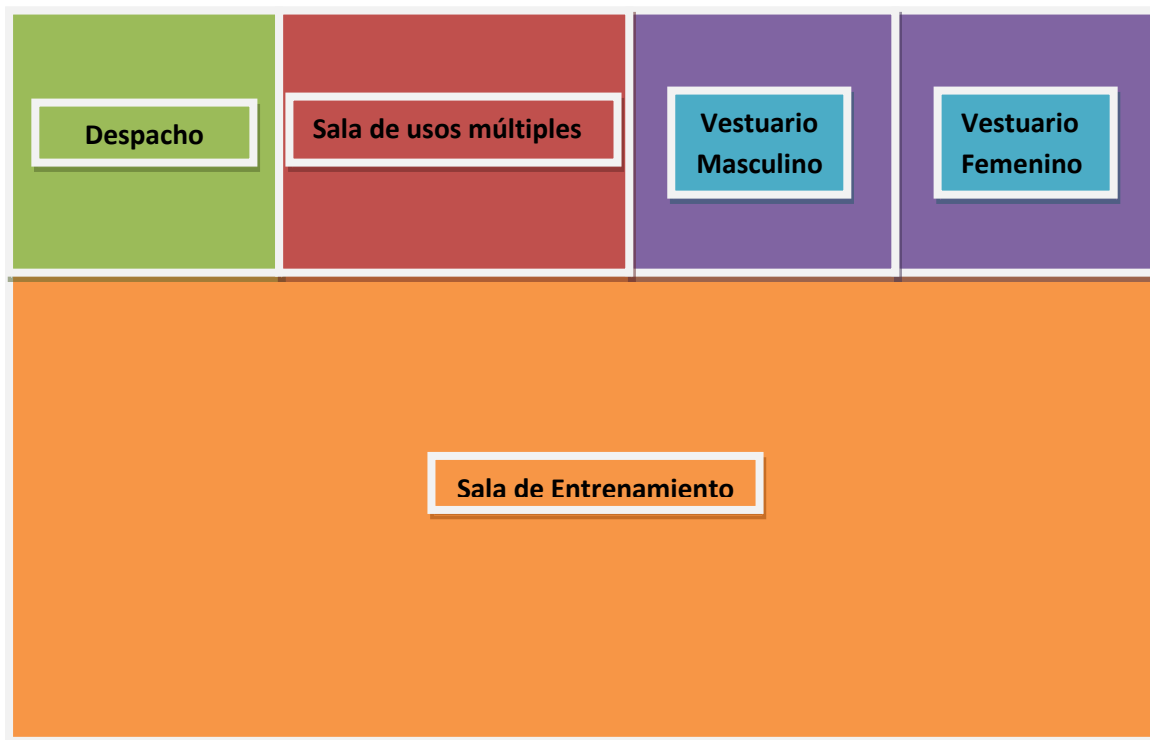 Despacho
Sala de usos múltiples
Vestuario
Masculino
Vestuario
Femenino
Sala de Entrenamiento